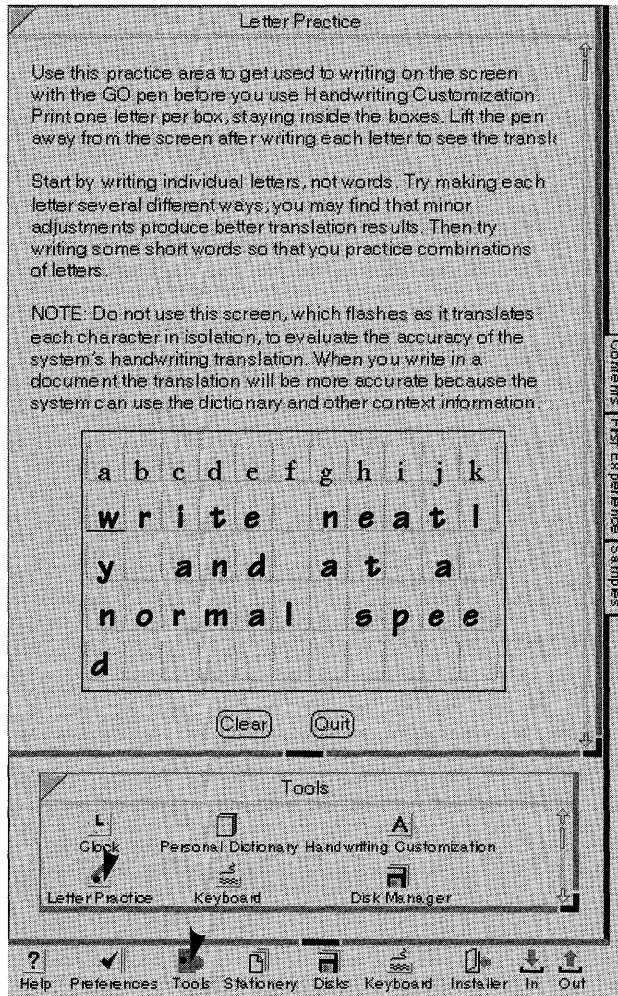 Letter Practice
Use this practice area to get used to writing on the screen
with the GO pen before you use Handwriting Customization.
Print one letter per box, staying inside the boxes. Lift the pen
away from the screen after writing each letter to see the transl
Start by writing individual letters, not words. Try making each
letter several different ways; you may find that minor
adjustments produce better translation results. Then try
writing some short words so that you practice combinations
of letters.
NOTE: Do not use this screen, which flashes as it translates
each character in isolation, to evaluate the accuracy of the
system's handwriting translation. When you write in a
document the translation will be more accurate because the
system can use the dictionary and other context information.
a b c d e f g h i j k
w r i t e n e a t l
y a n d a t a
n o r m a l s p e e
d
Clear Quit
Contents First Experience Samples
Tools
Clock Personal Dictionary Handwriting Customization
Letter Practice Keyboard Disk Manager
Help Preferences Tools Stationery Disks Keyboard Installer In Out